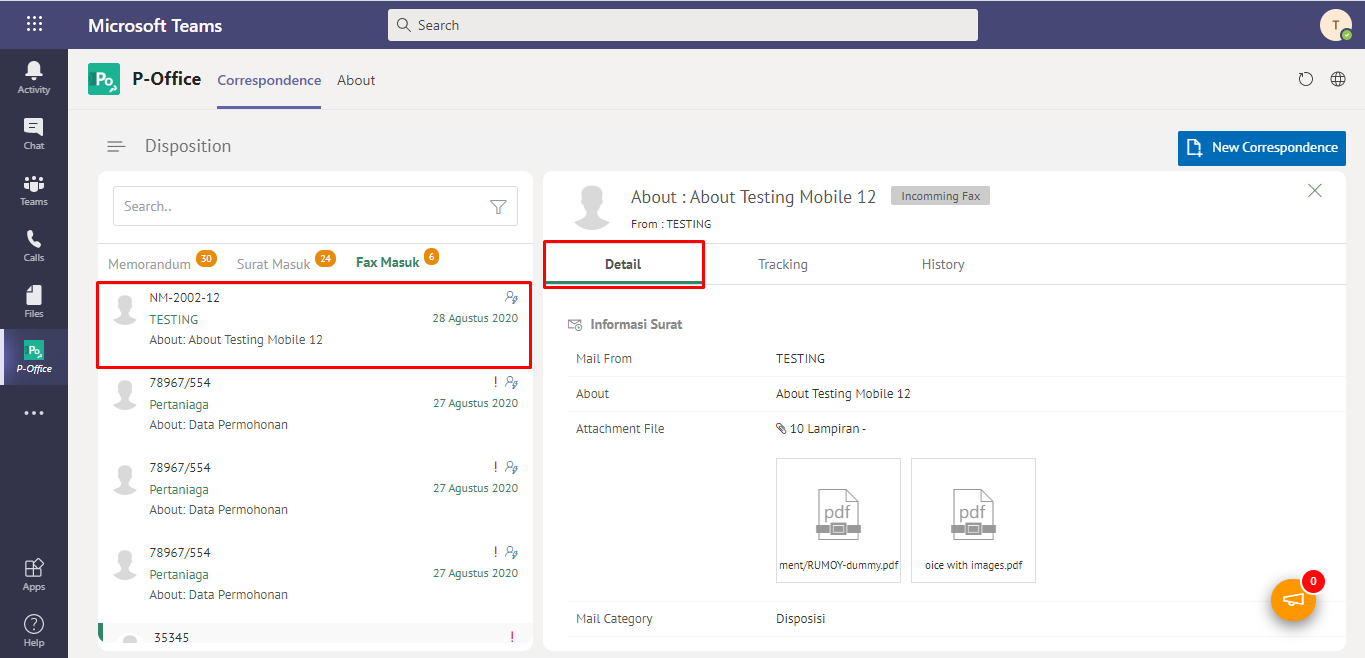 Microsoft Teams
Search
T
Activity
Chat
Teams
Calls
Files
Po
P-Office
Apps
Help
Po
P-Office
Correspondence
About
Disposition
New Correspondence
Search..
Memorandum 30
Surat Masuk 24
Fax Masuk 6
NM-2002-12
TESTING
28 Agustus 2020
About: About Testing Mobile 12
78967/554
!
Pertaniaga
27 Agustus 2020
About: Data Permohonan
78967/554
!
Pertaniaga
27 Agustus 2020
About: Data Permohonan
78967/554
!
Pertaniaga
27 Agustus 2020
About: Data Permohonan
35345
!
About : About Testing Mobile 12
Incomming Fax
From : TESTING
Detail
Tracking
History
Informasi Surat
Mail From
TESTING
About
About Testing Mobile 12
Attachment File
10 Lampiran -
pdf
ment/RUMOY-dummy.pdf
pdf
oice with images.pdf
Mail Category
Disposisi
0